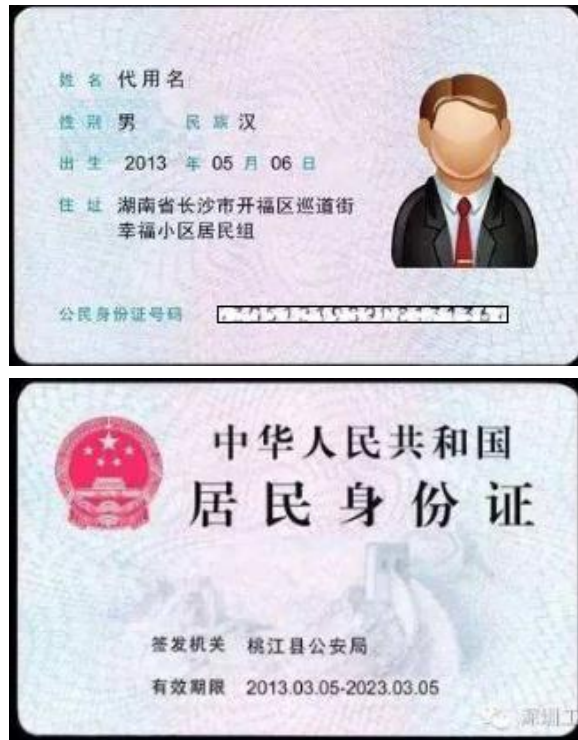 姓 名 代用名
性 别 男 民 族 汉
出 生 2013 年 05 月 06 日
住 址 湖南省长沙市开福区巡道街
幸福小区居民组
公民身份证号码
中华人民共和国
居民身份证
签发机关 桃江县公安局
有效期限 2013.03.05-2023.03.05
深圳工